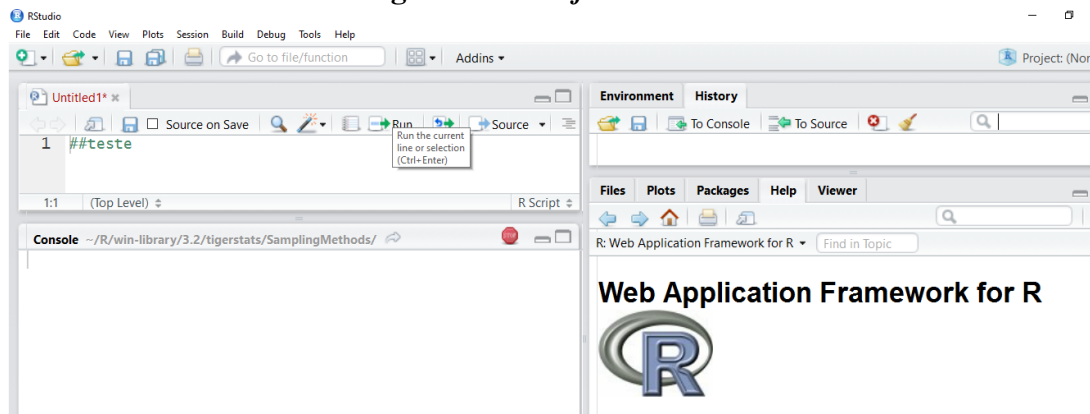 RStudio
File Edit Code View Plots Session Build Debug Tools Help
Go to file/function Addins Project: (Nor
Untitled1*
Source on Save Run Source
Run the current
line or selection
(Ctrl+Enter)
1 ##teste
1:1 (Top Level) R Script
Console ~/R/win-library/3.2/tigerstats/SamplingMethods/
STOP
Environment History
To Console To Source
Files Plots Packages Help Viewer
R: Web Application Framework for R Find in Topic
Web Application Framework for R
R